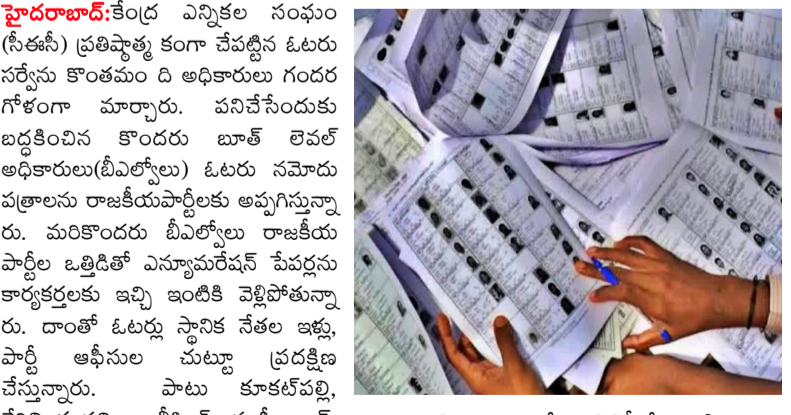 హైదరాబాద్:కేంద్ర ఎన్నికల సంఘం
(సీఈసీ) ప్రతిష్ఠాత్మ కంగా చేపట్టిన ఓటరు
సర్వేను కొంతమం ది అధికారులు గందర
గోళంగా మార్చారు. పనిచేసేందుకు
బద్ధకించిన కొందరు బూత్ లెవల్
అధికారులు(బీఎల్వోలు) ఓటరు నమోదు
పత్రాలను రాజకీయపార్టీలకు అప్పగిస్తున్నా
రు. మరికొందరు బీఎల్వోలు రాజకీయ
పార్టీల ఒత్తిడితో ఎన్యూమరేషన్ పేపర్లను
కార్యకర్తలకు ఇచ్చి ఇంటికి వెళ్లిపోతున్నా
రు. దాంతో ఓటర్లు స్థానిక నేతల ఇళ్లు,
పార్టీ ఆఫీసుల చుట్టూ ప్రదక్షిణ
చేస్తున్నారు. పాటు కూకట్‌పల్లి,